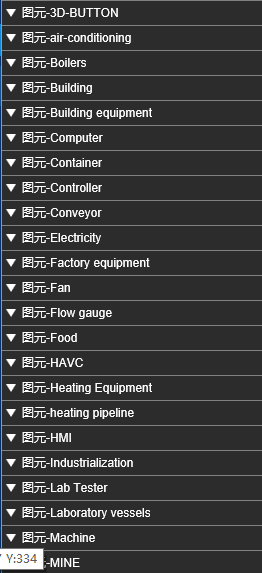 图元-3D-BUTTON
图元-air-conditioning
图元-Boilers
图元-Building
图元-Building equipment
图元-Computer
图元-Container
图元-Controller
图元-Conveyor
图元-Electricity
图元-Factory equipment
图元-Fan
图元-Flow gauge
图元-Food
图元-HAVC
图元-Heating Equipment
图元-heating pipeline
图元-HMI
图元-Industrialization
图元-Lab Tester
图元-Laboratory vessels
图元-Machine
Y:334
元-MINE